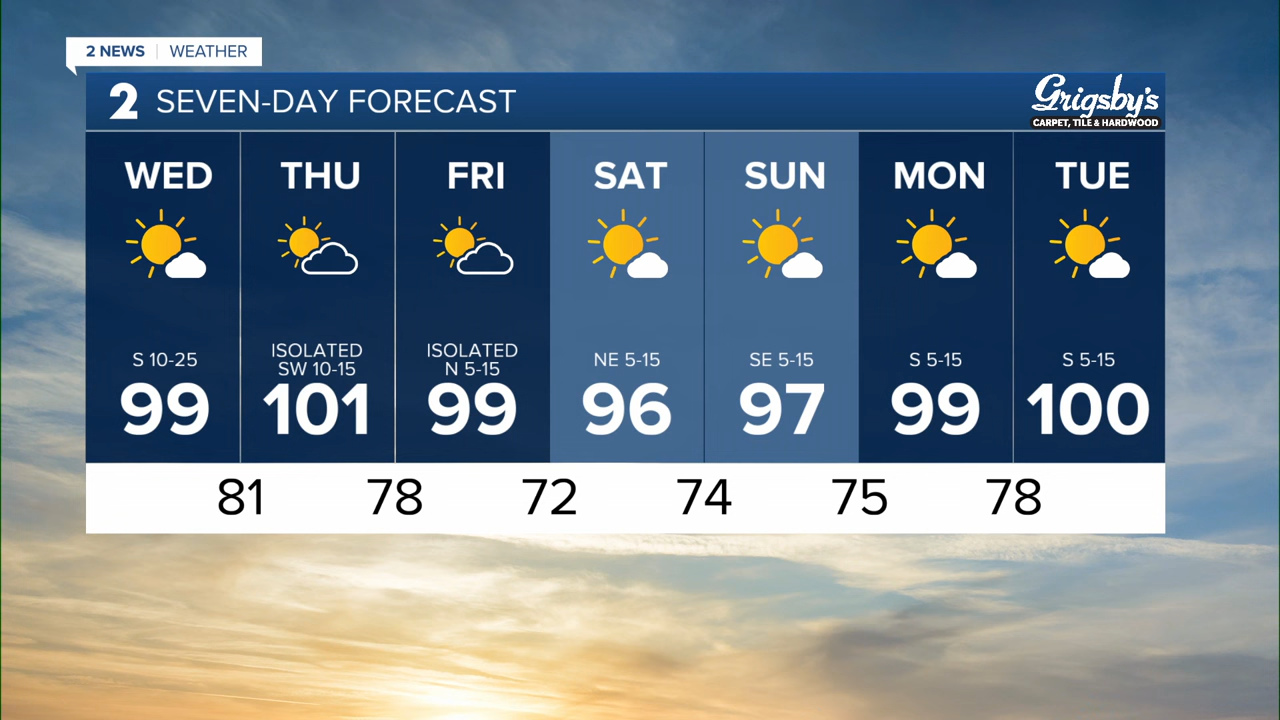 2 NEWS | WEATHER
2 SEVEN-DAY FORECAST
Grigsby's
CARPET, TILE & HARDWOOD
WED THU FRI SAT SUN MON TUE
ISOLATED ISOLATED
S 10-25 SW 10-15 N 5-15 NE 5-15 SE 5-15 S 5-15 S 5-15
99 101 99 96 97 99 100
81 78 72 74 75 78